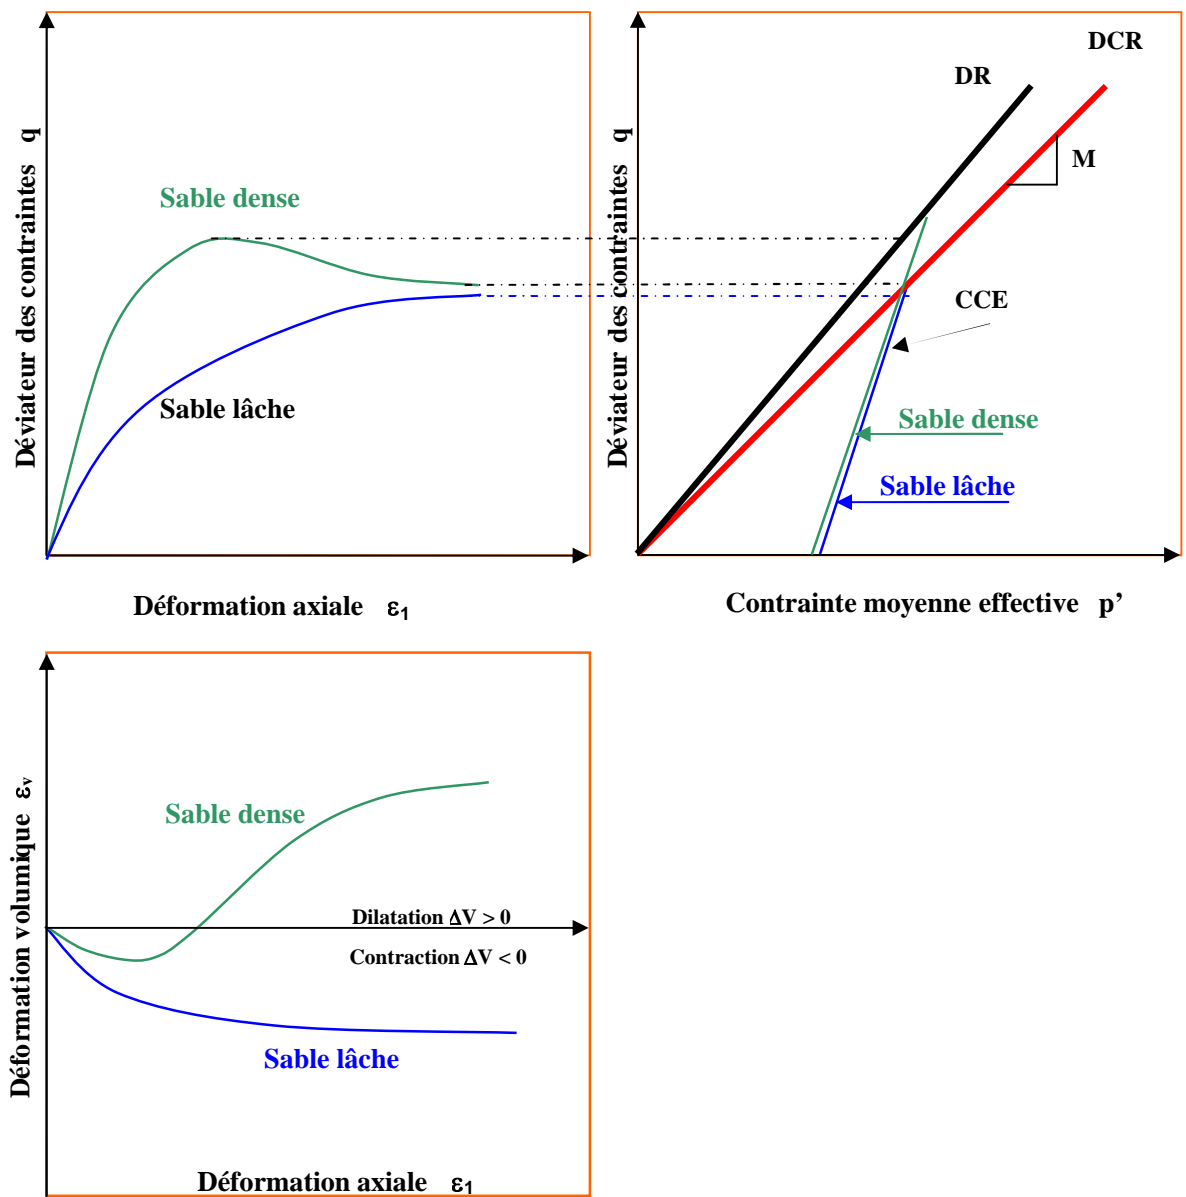 Déviateur des contraintes q
Sable dense
Sable lâche
Déformation axiale ε1
Déviateur des contraintes q
DCR
DR
M
CCE
Sable dense
Sable lâche
Contrainte moyenne effective p’
Déformation volumique εv
Sable dense
Dilatation ΔV > 0
Contraction ΔV < 0
Sable lâche
Déformation axiale ε1